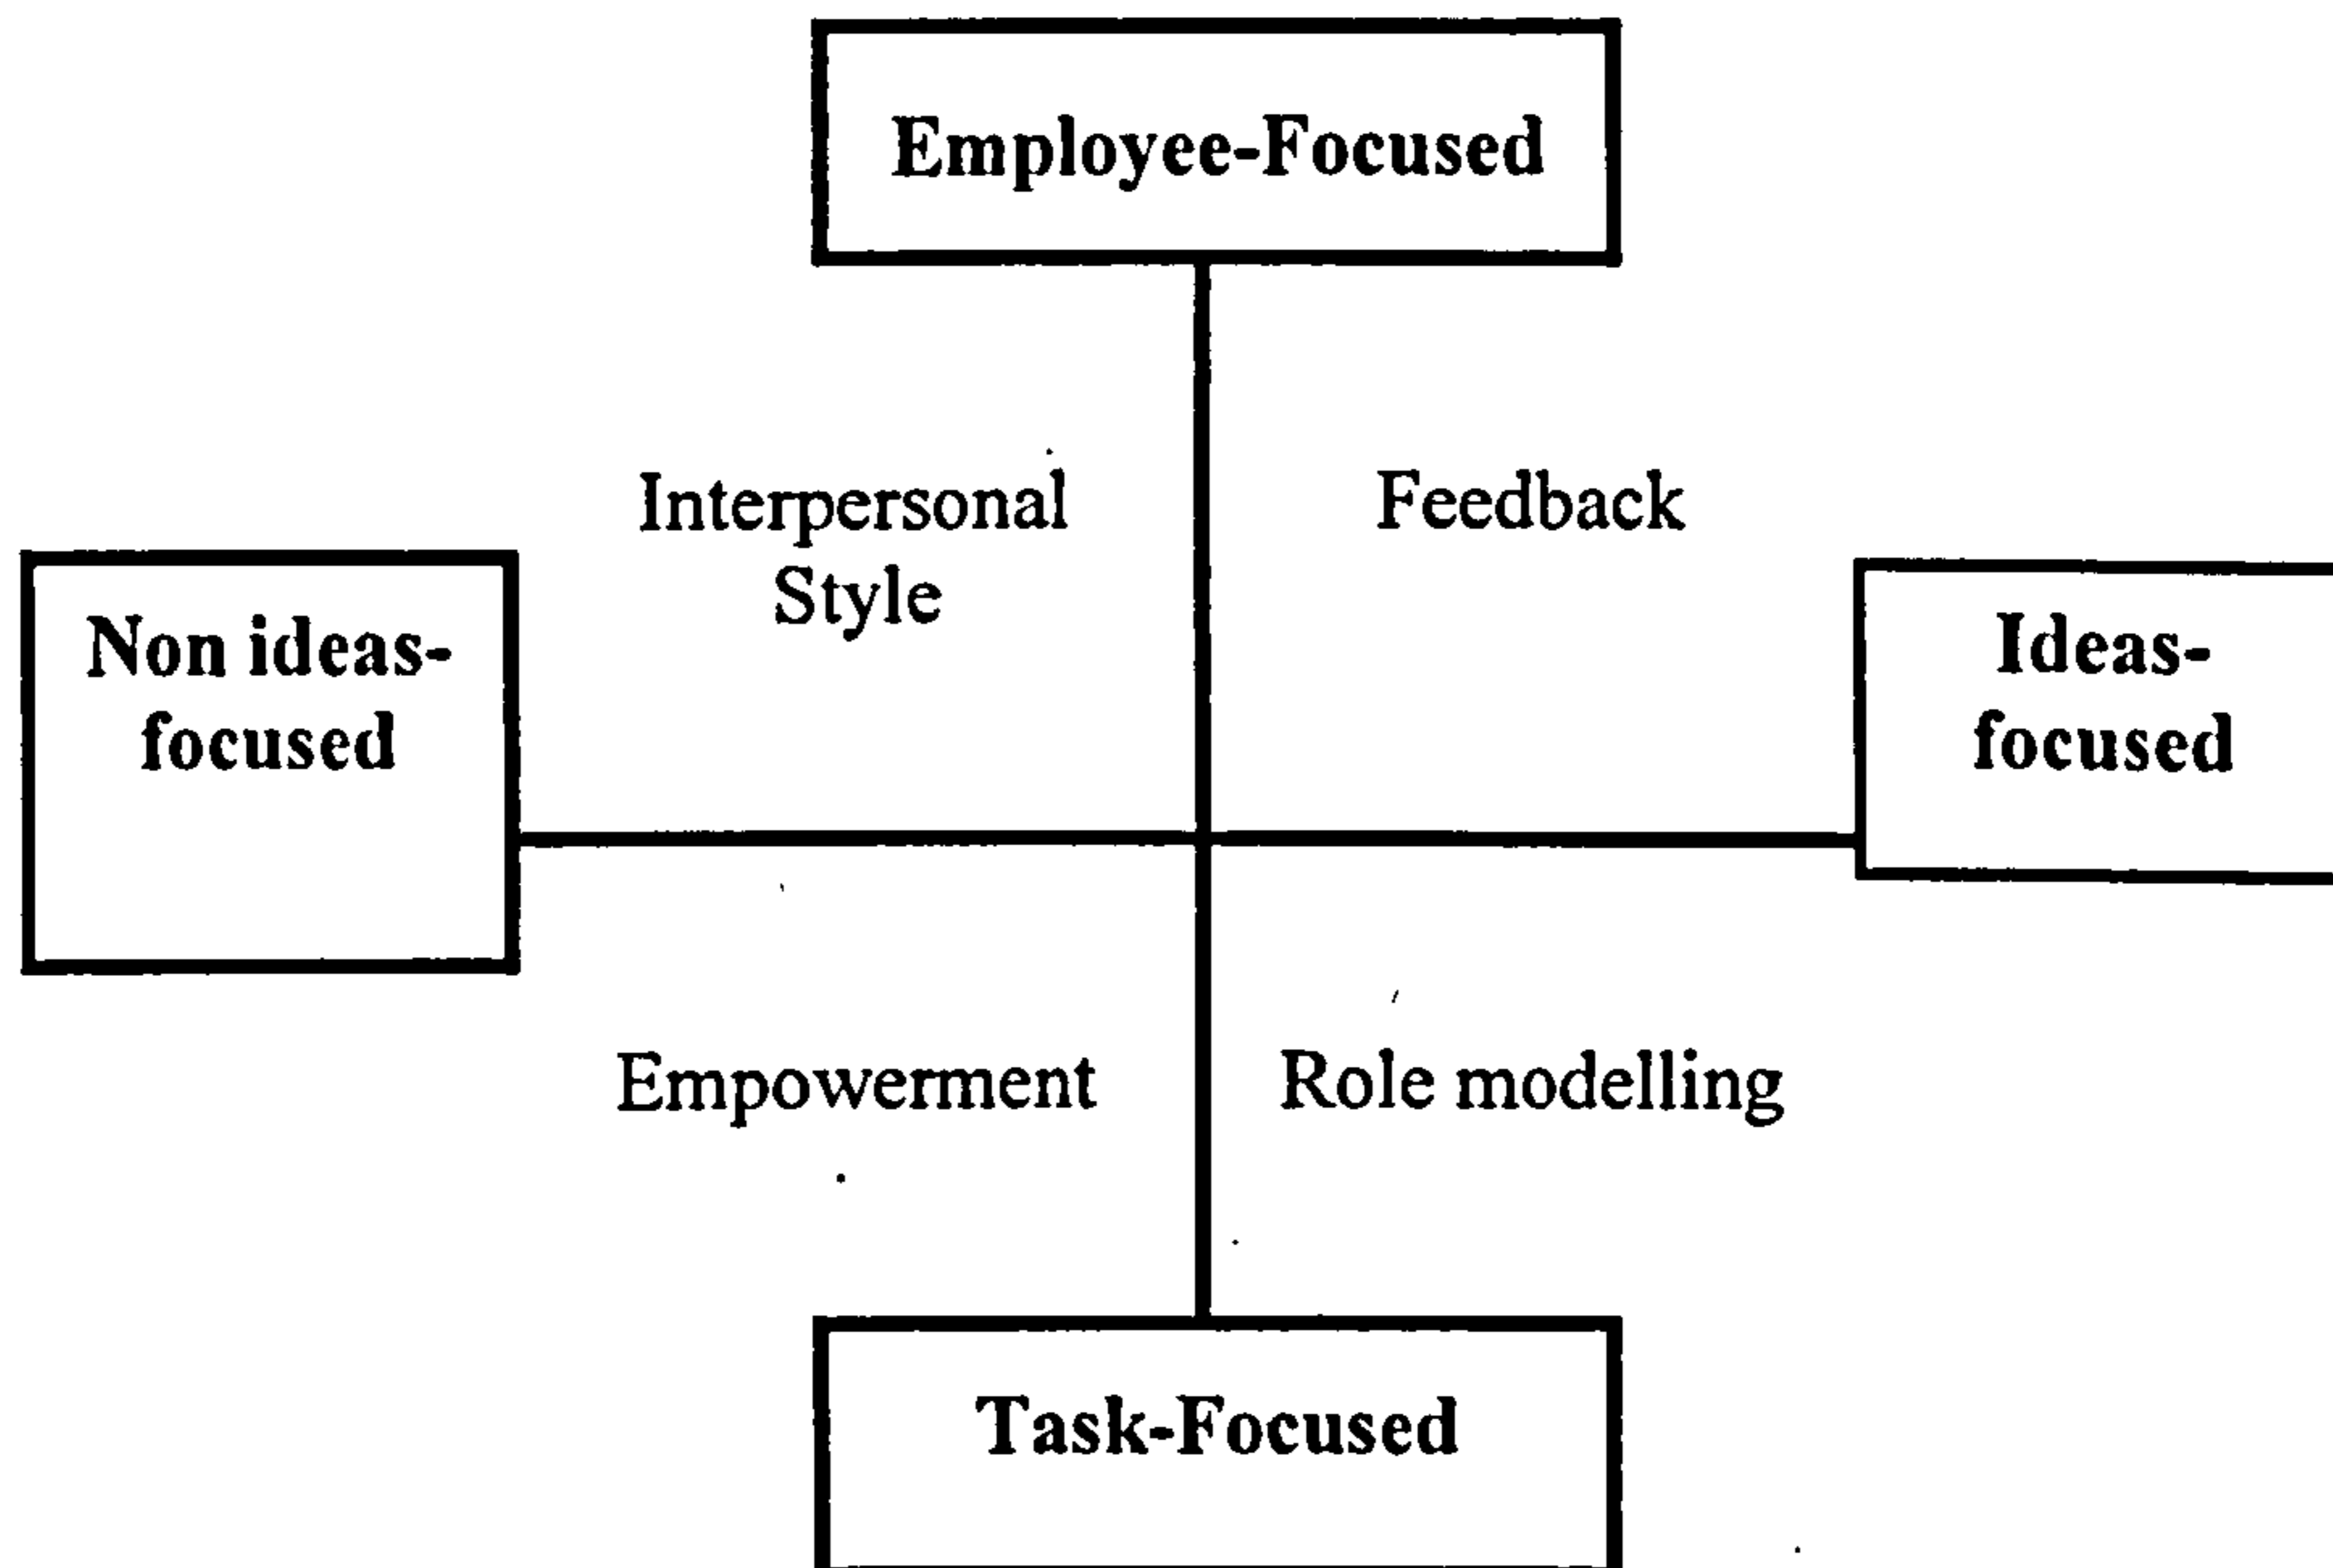 Employee-Focused
Interpersonal
Style
Feedback
Non ideas-
focused
Ideas-
focused
Empowerment
Role modelling
Task-Focused